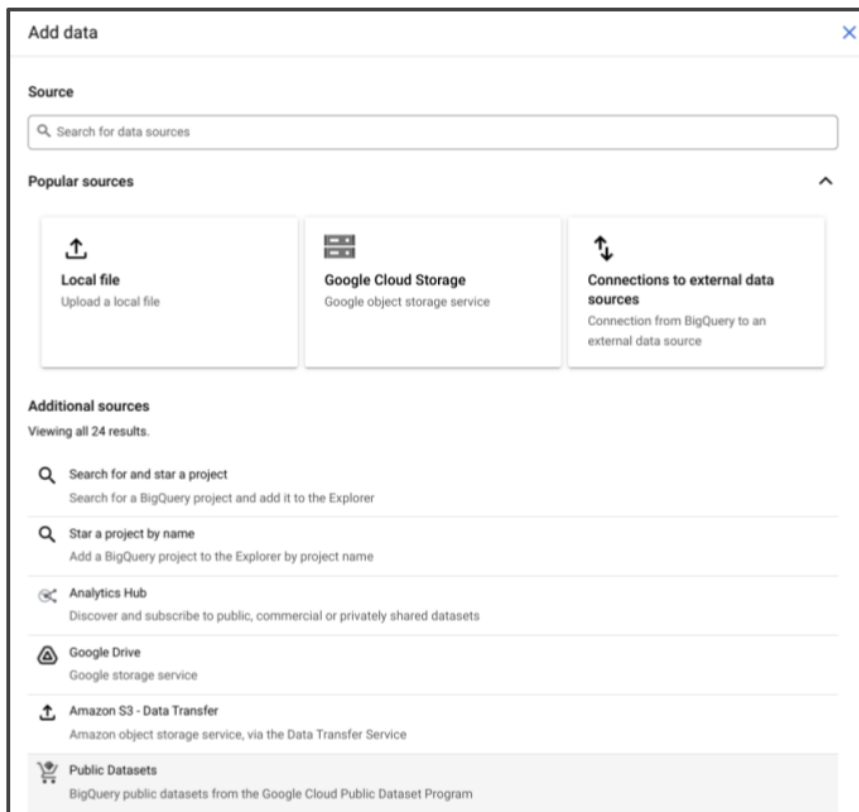 Add data
Source
Search for data sources
Popular sources
Local file
Upload a local file
Google Cloud Storage
Google object storage service
Connections to external data
sources
Connection from BigQuery to an
external data source
Additional sources
Viewing all 24 results.
Search for and star a project
Search for a BigQuery project and add it to the Explorer
Star a project by name
Add a BigQuery project to the Explorer by project name
Analytics Hub
Discover and subscribe to public, commercial or privately shared datasets
Google Drive
Google storage service
Amazon S3 - Data Transfer
Amazon object storage service, via the Data Transfer Service
Public Datasets
BigQuery public datasets from the Google Cloud Public Dataset Program